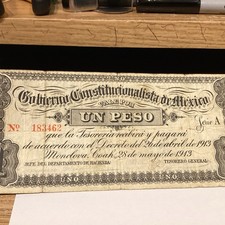 Gobierno Constitucionalista de México
VALE POR
UN PESO
Serie A
No 183462
que la Tesorería recibirá y pagará
de acuerdo con el Decreto del 26 de abril de 1913
Monclova, Coah. 28 de mayo de 1913
JEFE DEL DEPARTAMENTO DE HACIENDA
TESORERO GENERAL
UNO
UNO